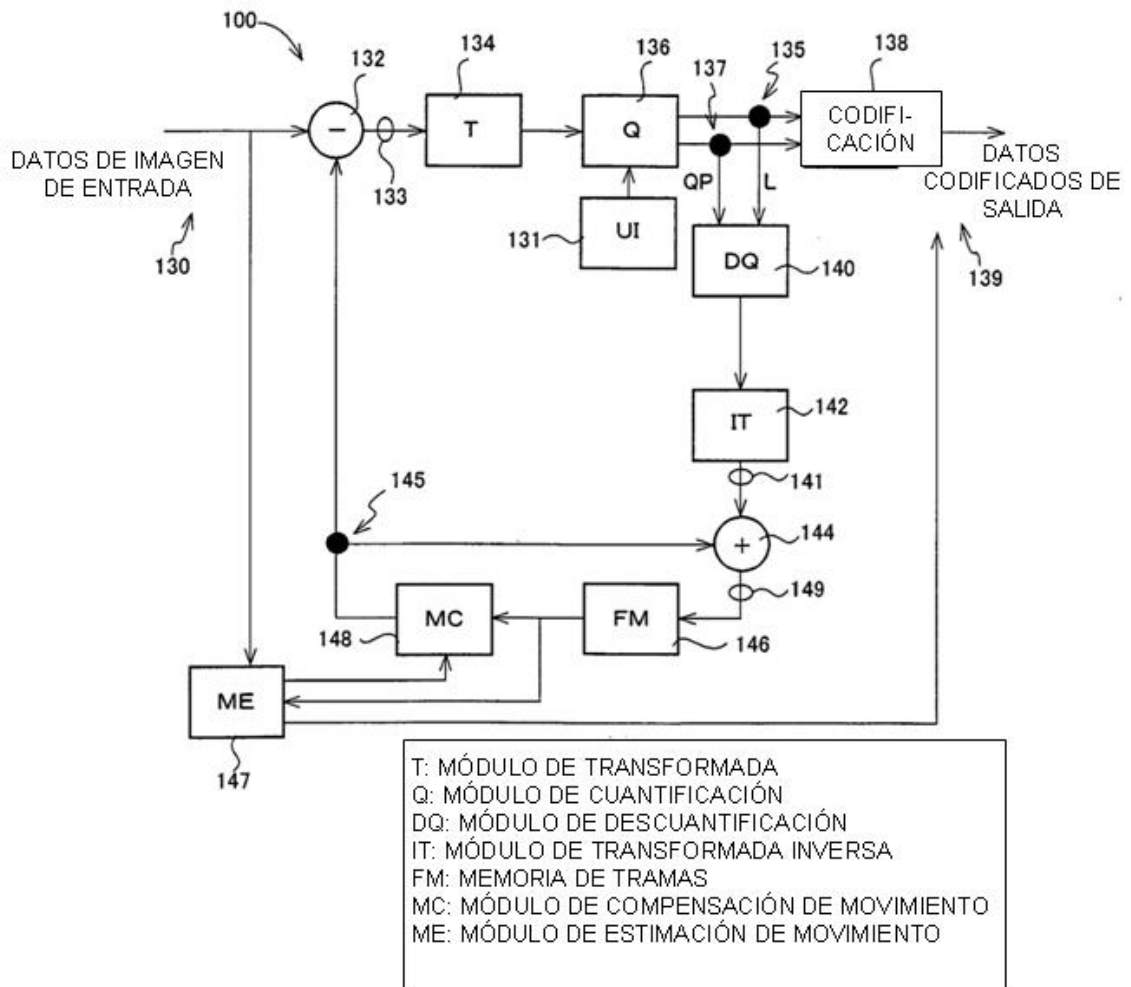 100
132
134
136
137
135
138
−
T
Q
CODIFI-
CACIÓN
DATOS DE IMAGEN
DE ENTRADA
133
QP
L
DATOS
CODIFICADOS DE
SALIDA
130
131
UI
DQ
140
139
IT
142
141
145
+
144
149
MC
FM
148
146
ME
147
T: MÓDULO DE TRANSFORMADA
Q: MÓDULO DE CUANTIFICACIÓN
DQ: MÓDULO DE DESCUANTIFICACIÓN
IT: MÓDULO DE TRANSFORMADA INVERSA
FM: MEMORIA DE TRAMAS
MC: MÓDULO DE COMPENSACIÓN DE MOVIMIENTO
ME: MÓDULO DE ESTIMACIÓN DE MOVIMIENTO